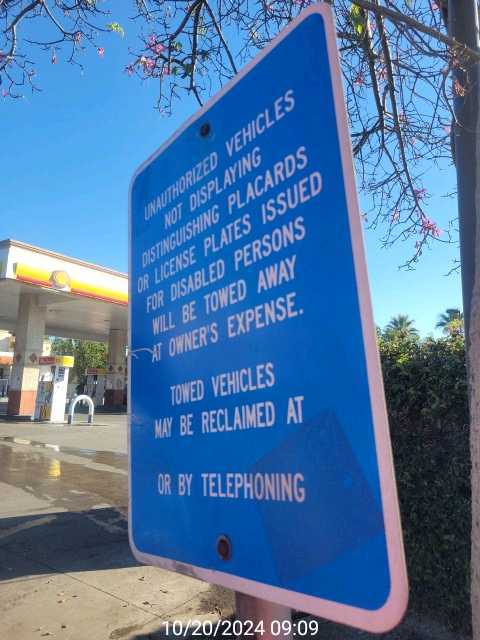 UNAUTHORIZED VEHICLES
NOT DISPLAYING
DISTINGUISHING PLACARDS
OR LICENSE PLATES ISSUED
FOR DISABLED PERSONS
WILL BE TOWED AWAY
AT OWNER'S EXPENSE.
TOWED VEHICLES
MAY BE RECLAIMED AT
OR BY TELEPHONING
10/20/2024 09:09